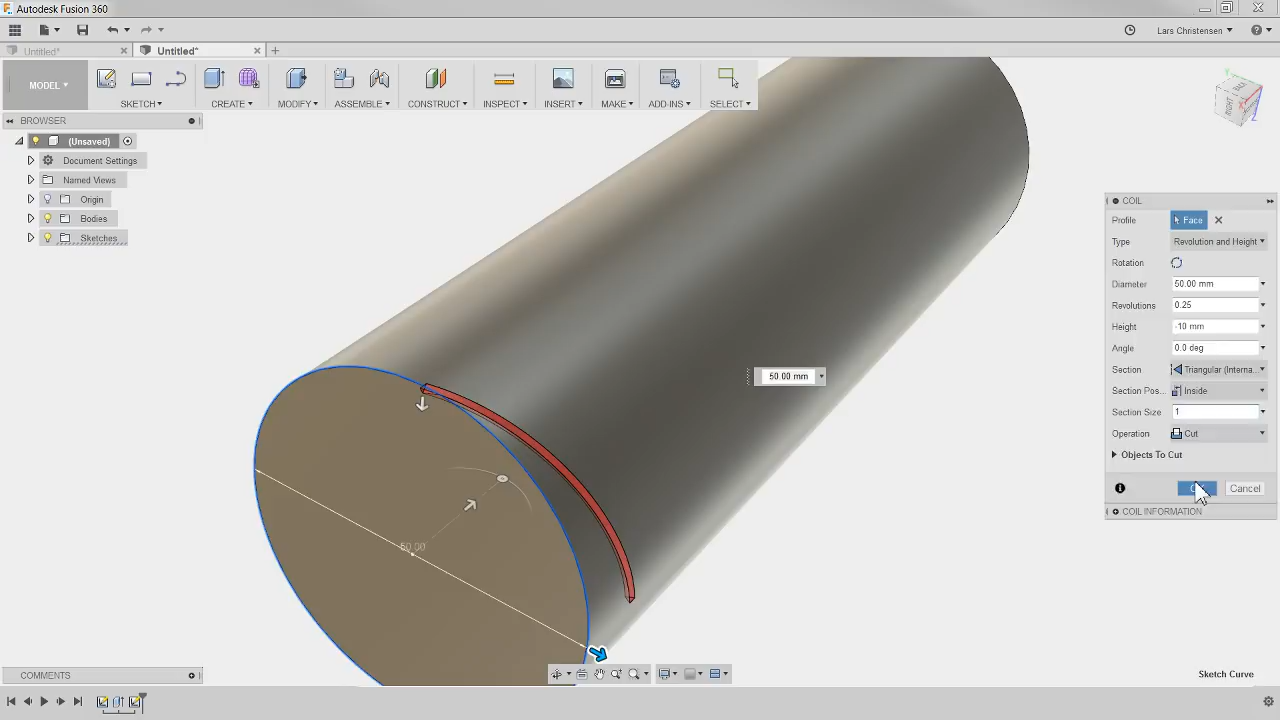 Autodesk Fusion 360
Lars Christensen
Untitled*
Untitled*
MODEL
SKETCH
CREATE
MODIFY
ASSEMBLE
CONSTRUCT
INSPECT
INSERT
MAKE
ADD-INS
SELECT
BROWSER
(Unsaved)
Document Settings
Named Views
Origin
Bodies
Sketches
COIL
Profile Face
Type Revolution and Height
Rotation
Diameter 50.00 mm
Revolutions 0.25
Height -10 mm
Angle 0.0 deg
Section Triangular (Interna...
Section Pos... Inside
Section Size 1
Operation Cut
Objects To Cut
Cancel
COIL INFORMATION
50.00 mm
50.00
COMMENTS
Sketch Curve